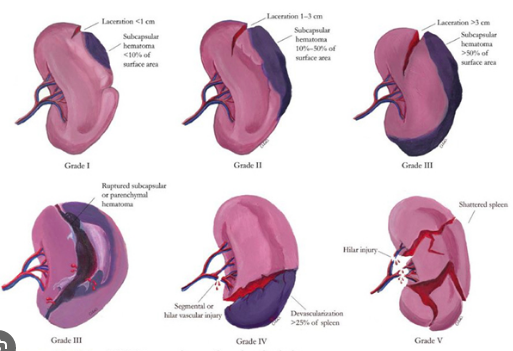 Laceration <1 cm
Subcapsular
hematoma
<10% of
surface area
Grade I
Laceration 1–3 cm
Subcapsular
hematoma
10%–50% of
surface area
Grade II
Laceration >3 cm
Subcapsular
hematoma
>50% of
surface area
Grade III
Ruptured subcapsular
or parenchymal
hematoma
Grade III
Segmental or
hilar vascular injury
Devascularization
>25% of spleen
Grade IV
Shattered spleen
Hilar injury
Grade V